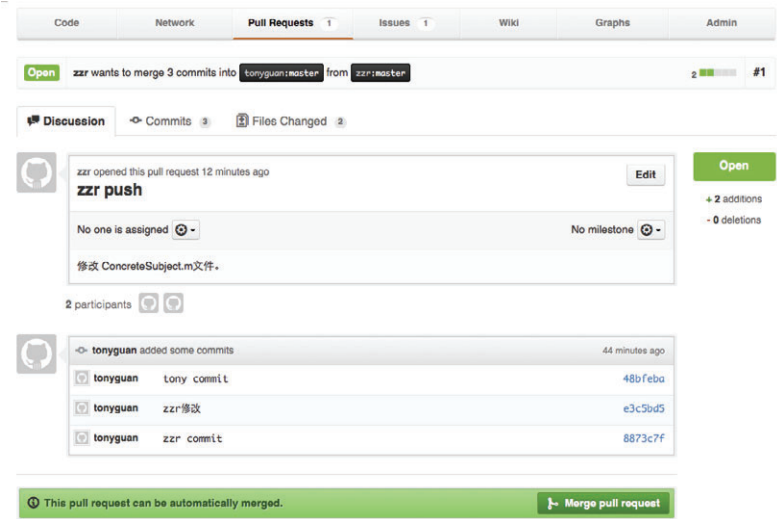 Code Network Pull Requests 1 Issues 1 Wiki Graphs Admin
Open zzr wants to merge 3 commits into tonyguan:master from zzr:master 2 #1
Discussion Commits 3 Files Changed 2
zzr opened this pull request 12 minutes ago
zzr push
Edit
Open
+ 2 additions
- 0 deletions
No one is assigned No milestone
修改 ConcreteSubject.m文件。
2 participants
tonyguan added some commits 44 minutes ago
tonyguan tony commit 48bfeba
tonyguan zzr修改 e3c5bd5
tonyguan zzr commit 8873c7f
This pull request can be automatically merged. Merge pull request